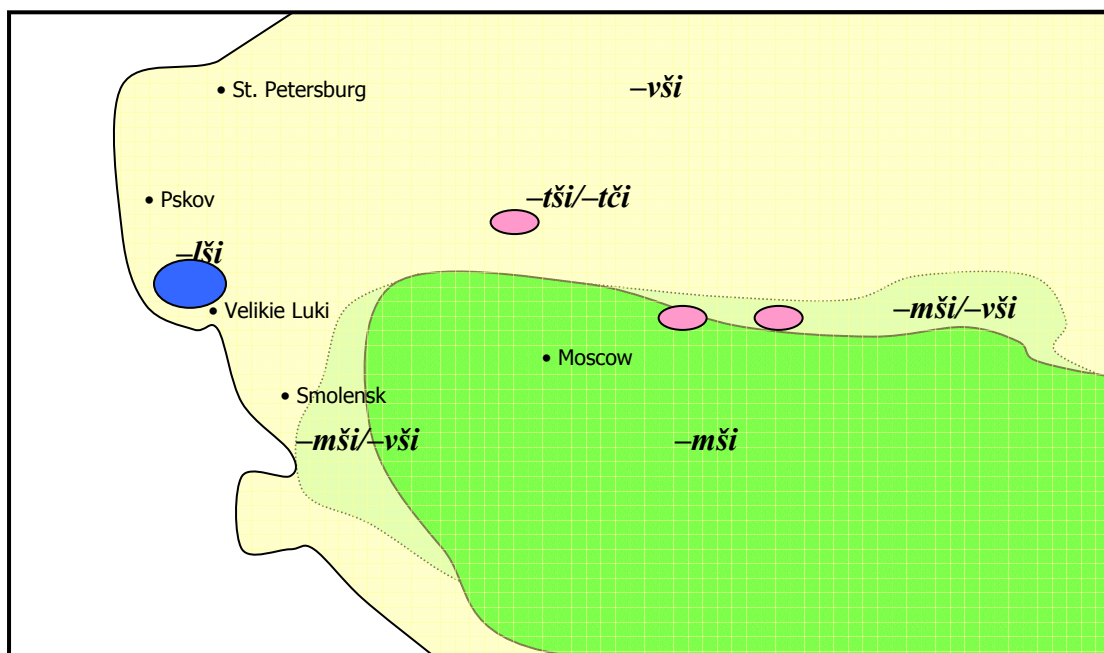 –vši
St. Petersburg
–tši/–tči
Pskov
–lši
Velikie Luki
–mši/–vši
Moscow
Smolensk
–mši/–vši
–mši